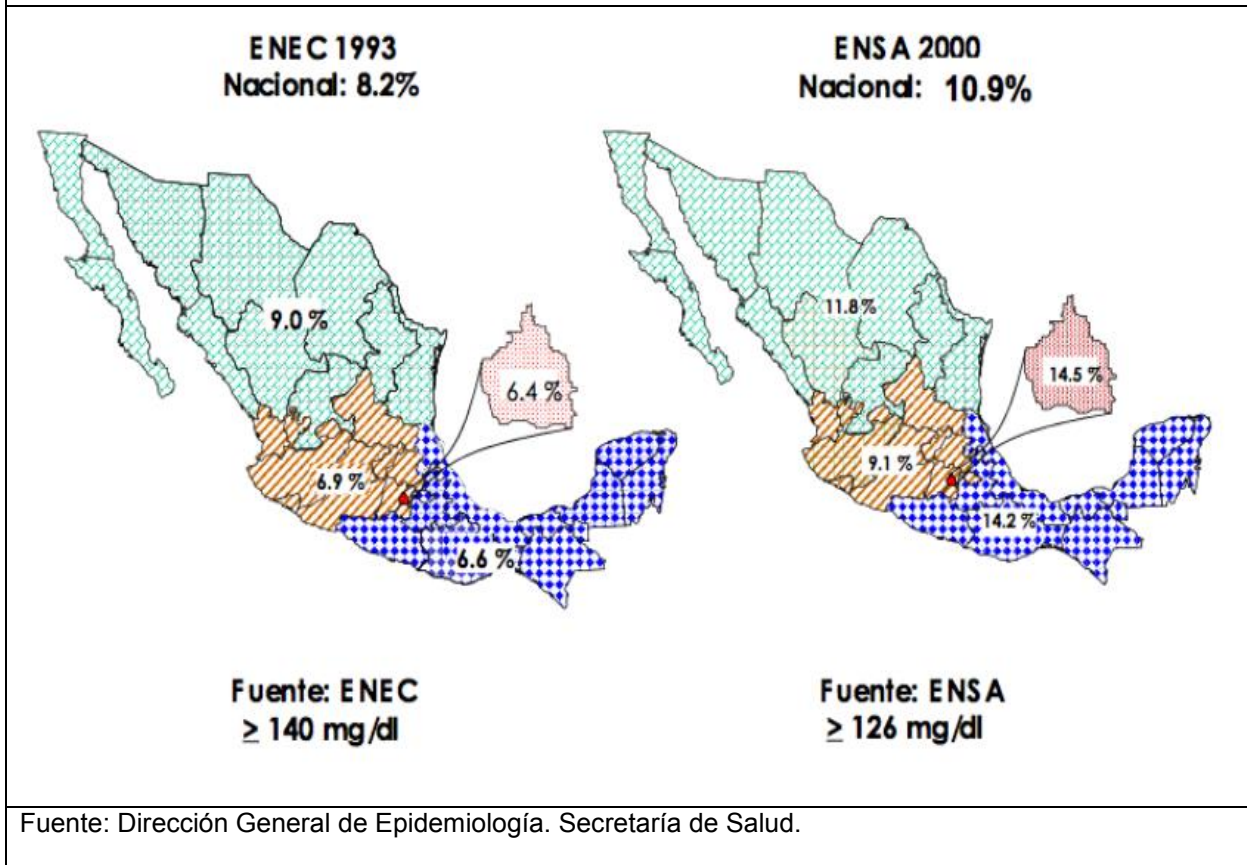 ENEC 1993
Nacional: 8.2%
ENSA 2000
Nacional: 10.9%
9.0 %
6.4 %
6.9 %
6.6 %
11.8%
14.5 %
9.1 %
14.2 %
Fuente: ENEC
≥ 140 mg/dl
Fuente: ENSA
≥ 126 mg/dl
Fuente: Dirección General de Epidemiología. Secretaría de Salud.